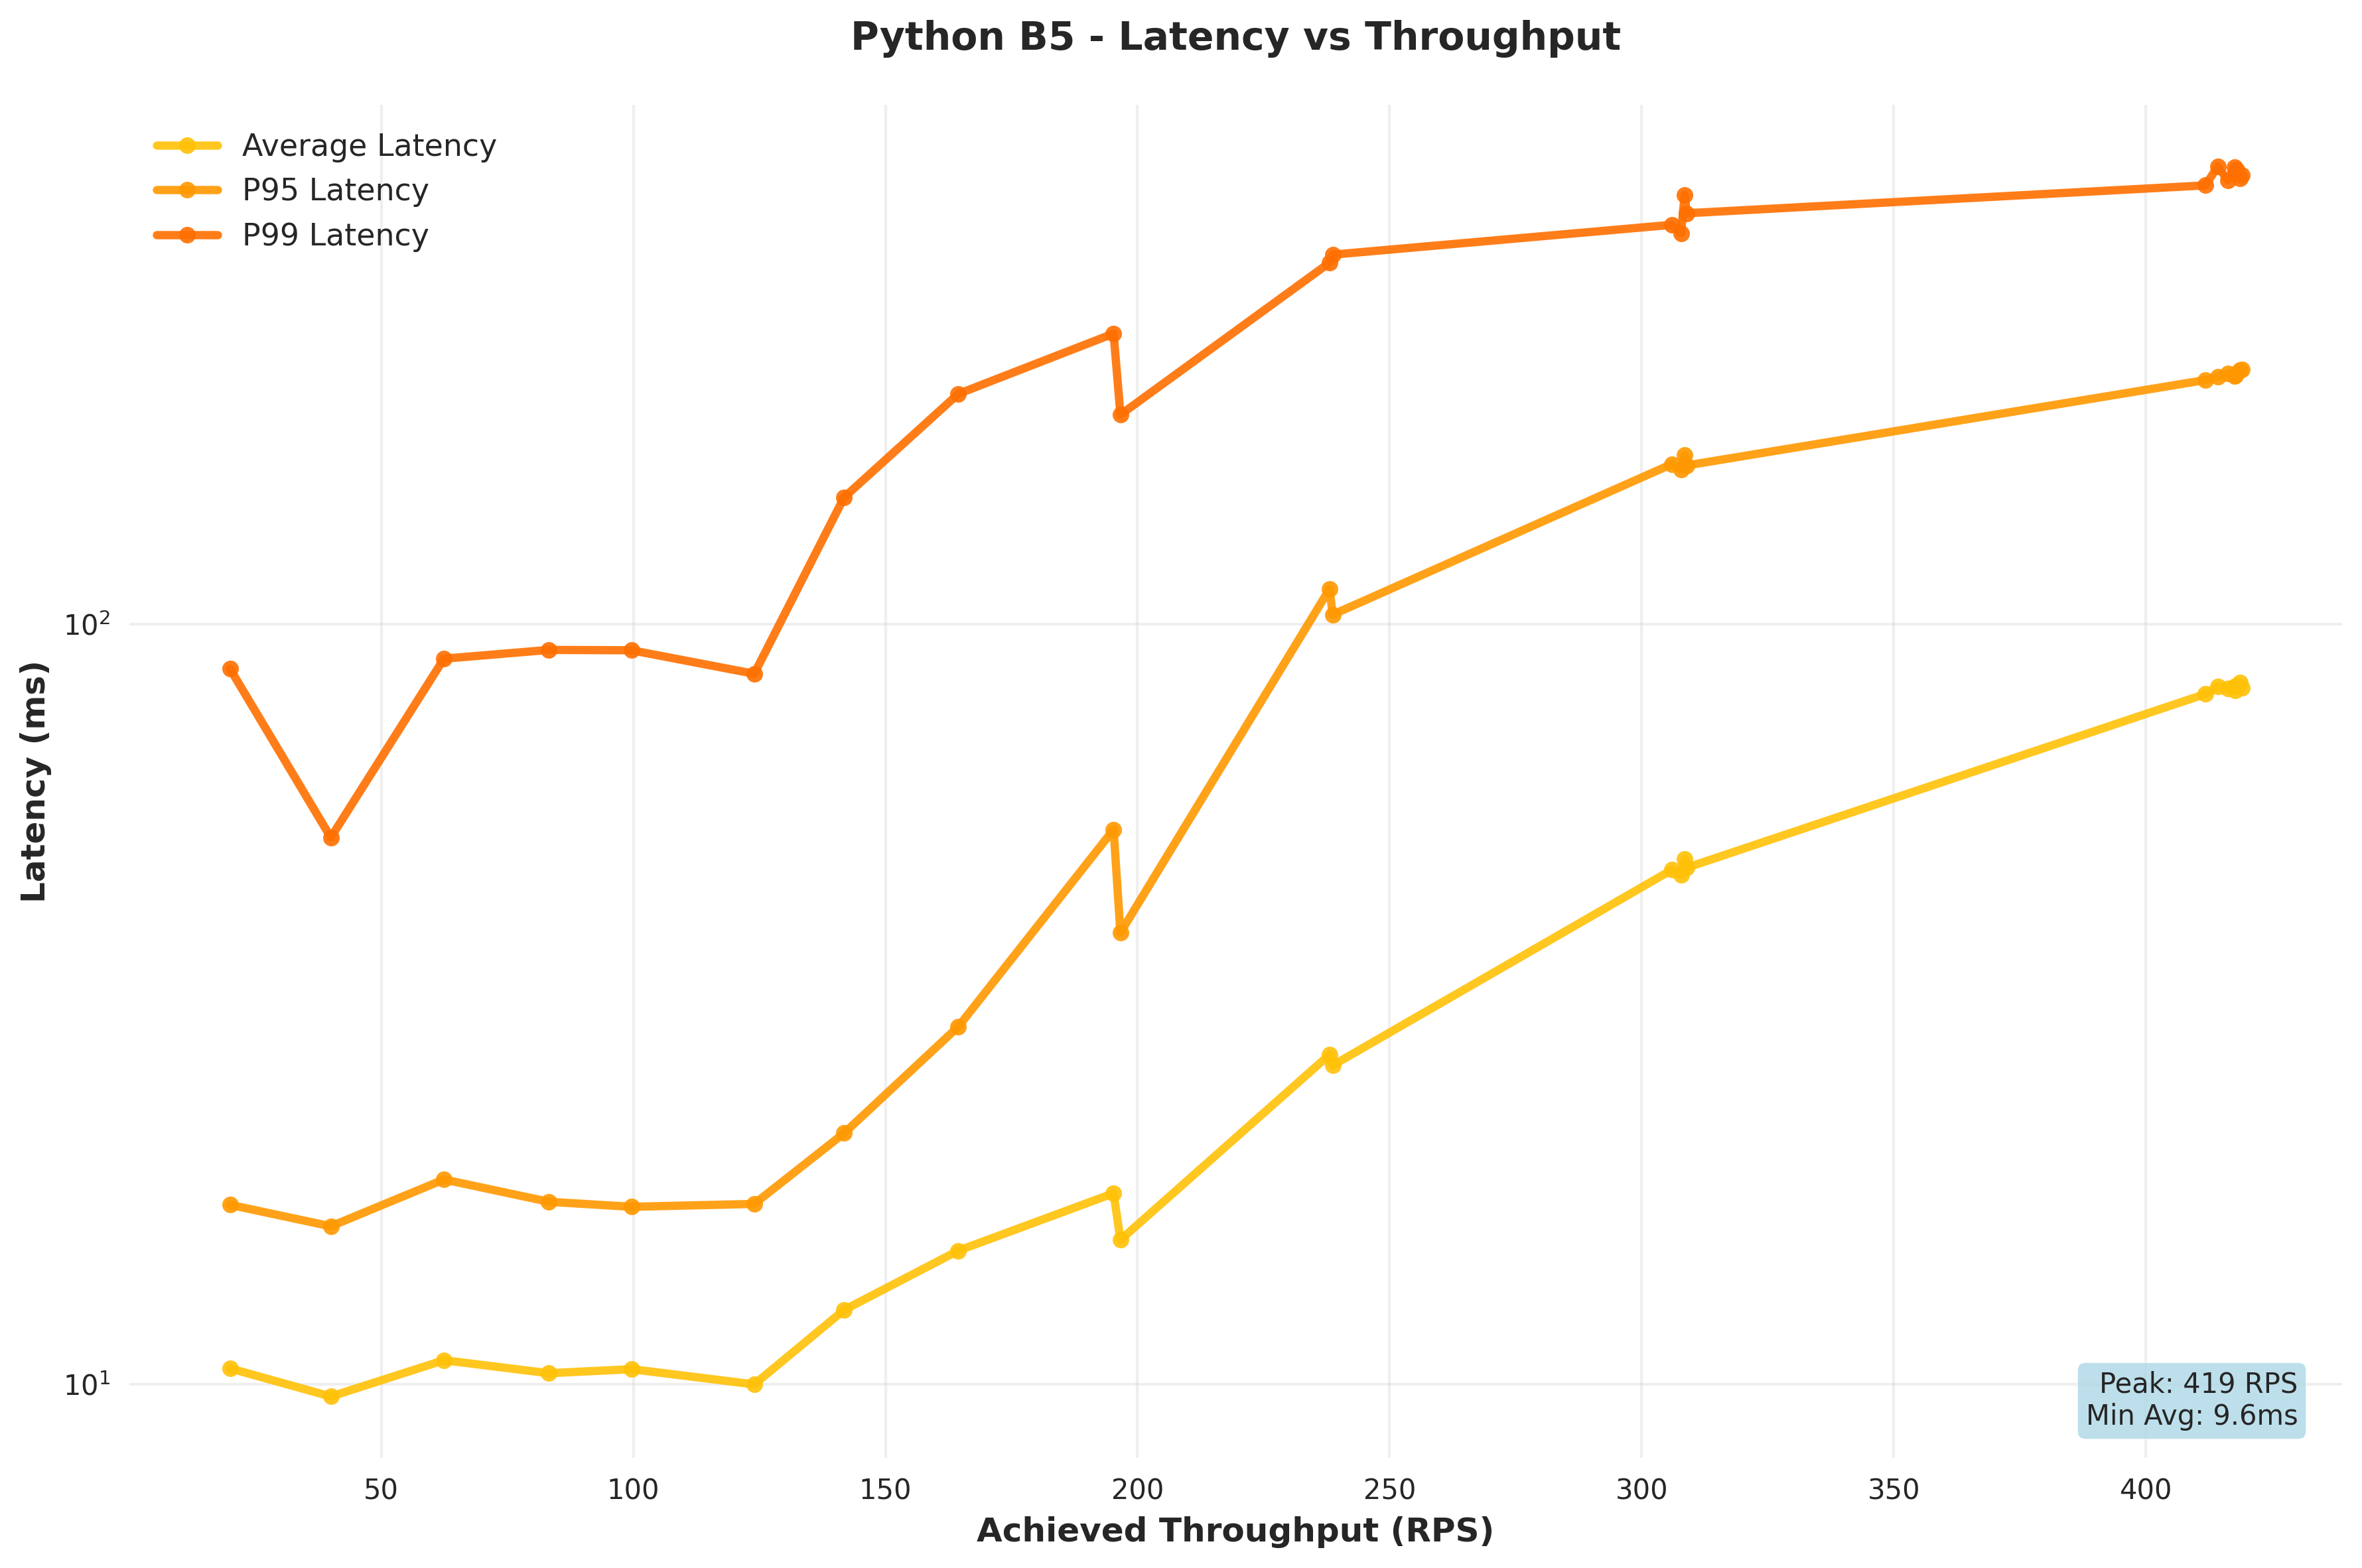 Python B5 - Latency vs Throughput
Average Latency
P95 Latency
P99 Latency
Latency (ms)
10²
10¹
Peak: 419 RPS
Min Avg: 9.6ms
50 100 150 200 250 300 350 400
Achieved Throughput (RPS)